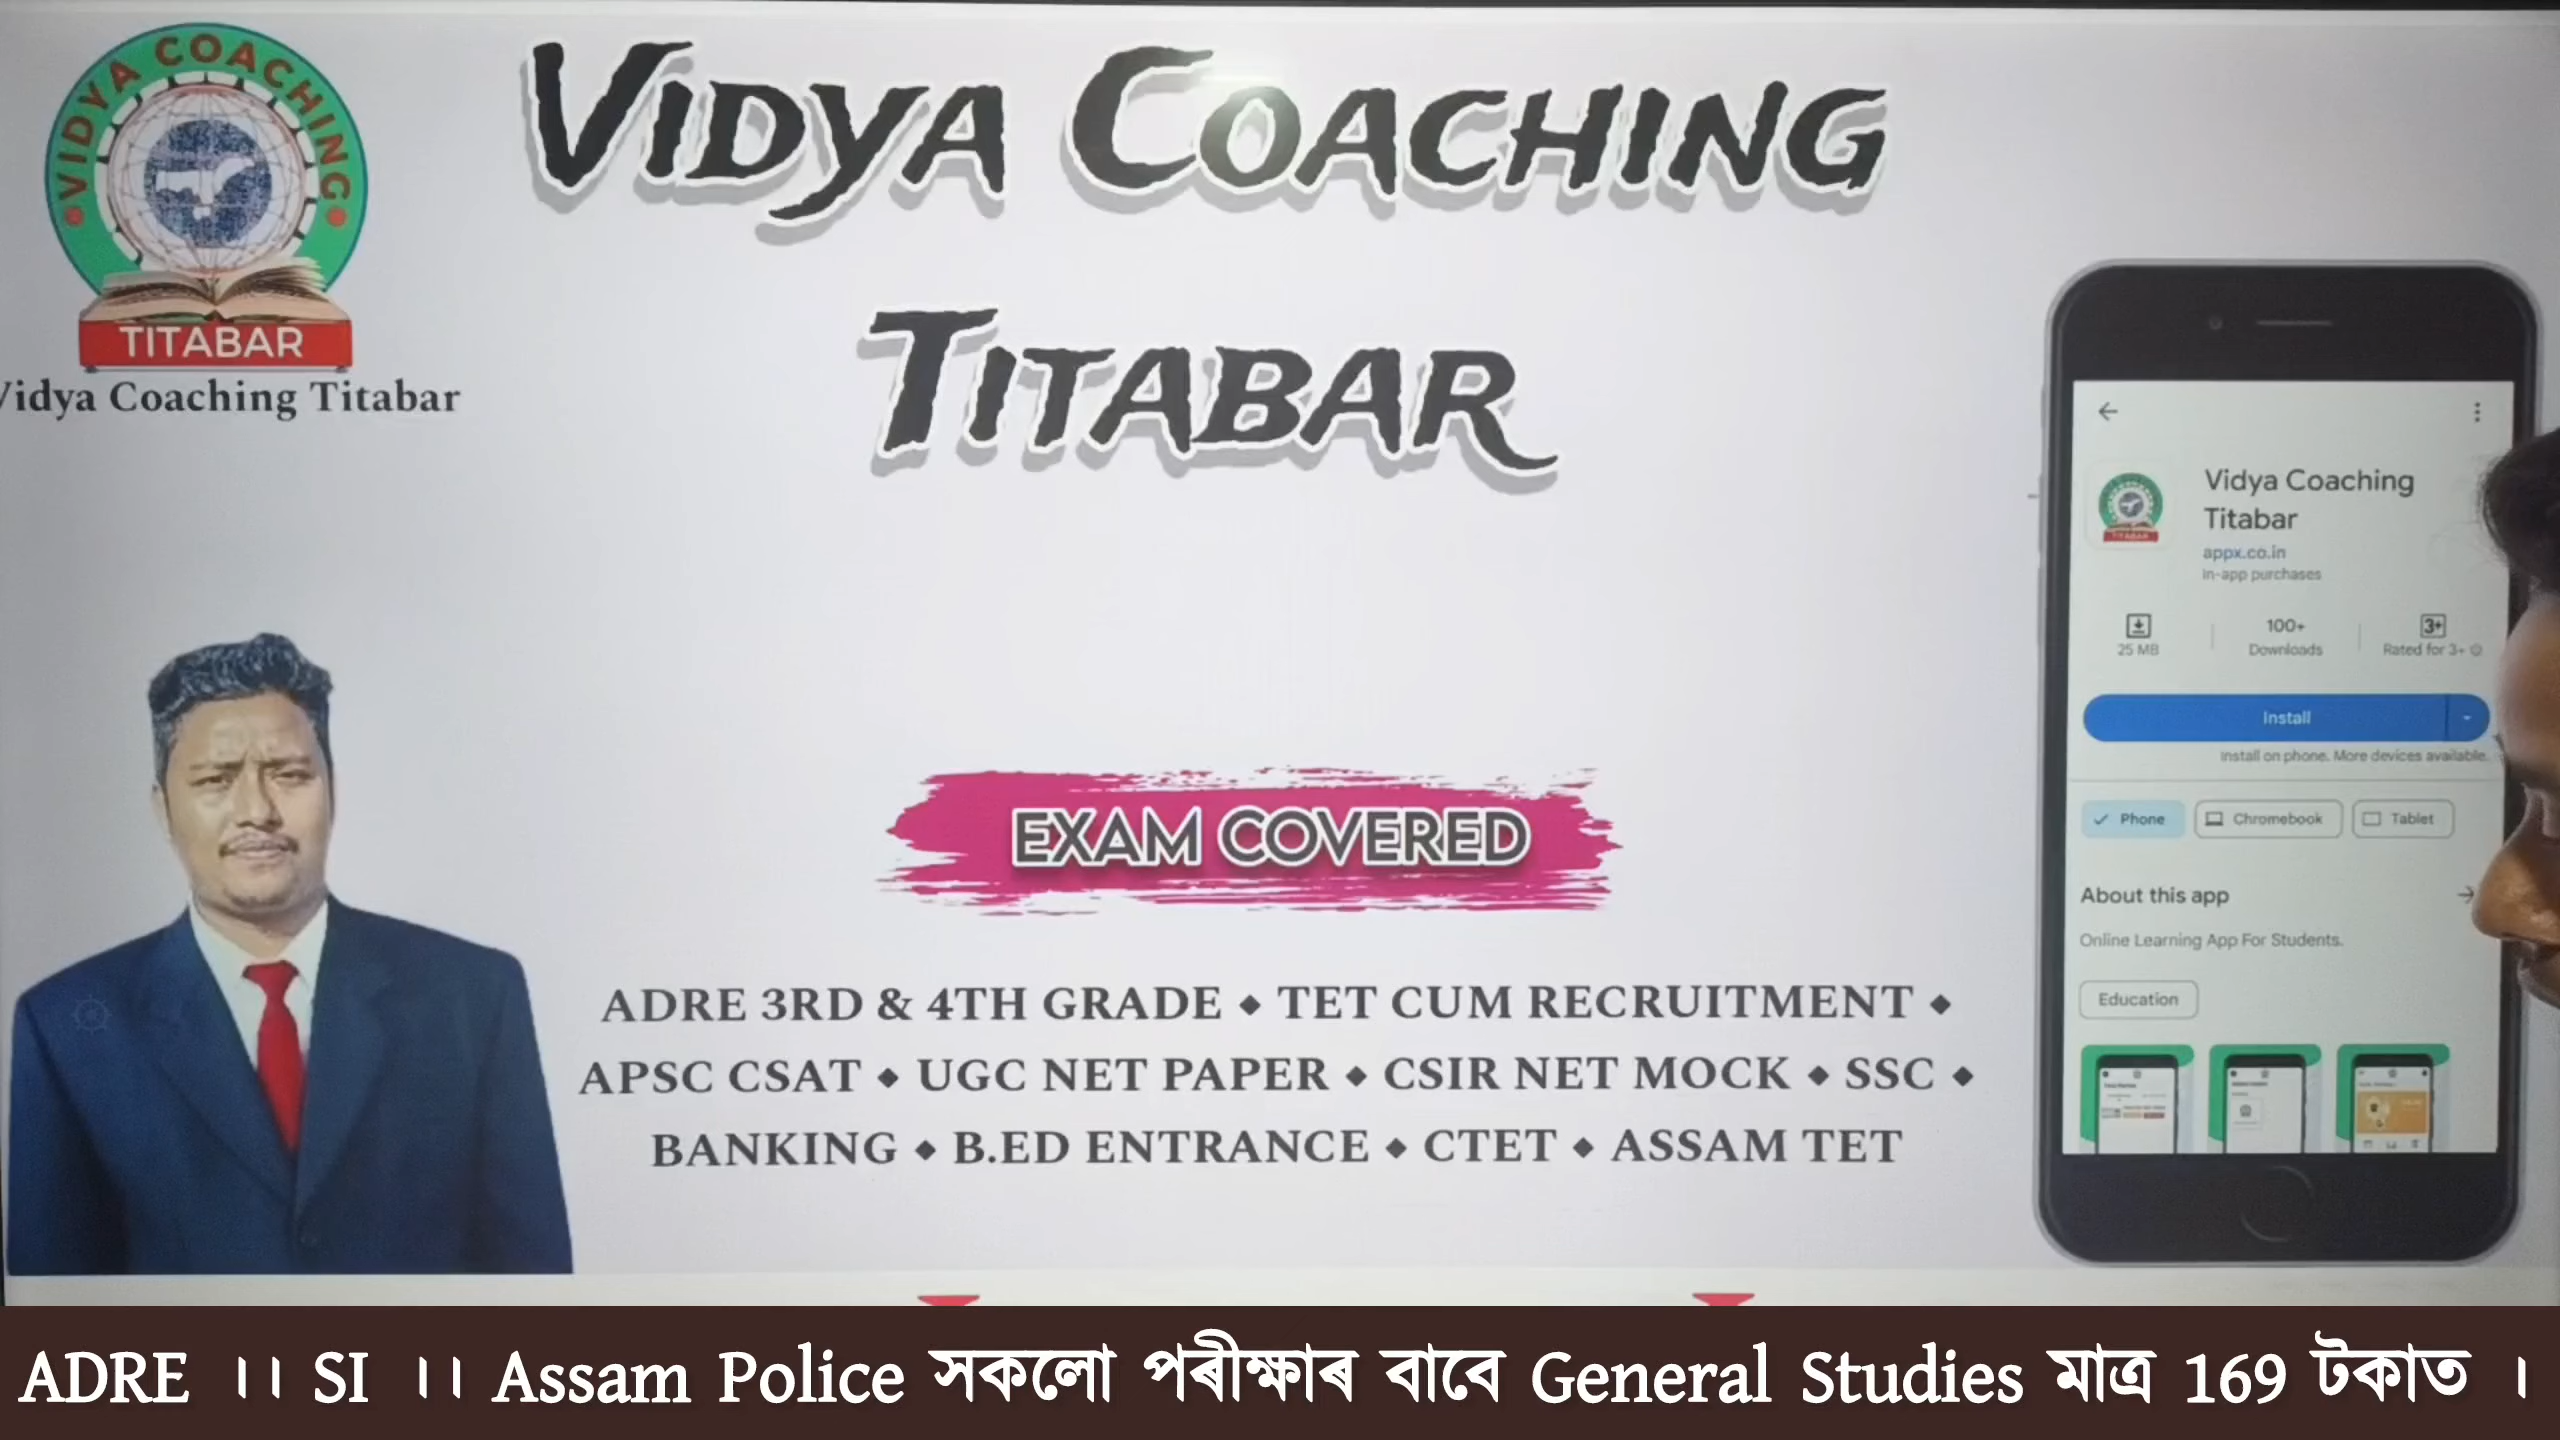 VIDYA COACHING
TITABAR
Vidya Coaching Titabar
VIDYA COACHING
TITABAR
EXAM COVERED
ADRE 3RD & 4TH GRADE ◆ TET CUM RECRUITMENT ◆
APSC CSAT ◆ UGC NET PAPER ◆ CSIR NET MOCK ◆ SSC ◆
BANKING ◆ B.ED ENTRANCE ◆ CTET ◆ ASSAM TET
Vidya Coaching
Titabar
appx.co.in
In-app purchases
25 MB
100+
Downloads
3+
Rated for 3+
Install
Install on phone. More devices available.
Phone
Chromebook
Tablet
About this app
Online Learning App For Students.
Education
ADRE ।। SI ।। Assam Police সকলো পৰীক্ষাৰ বাবে General Studies মাত্ৰ 169 টকাত ।